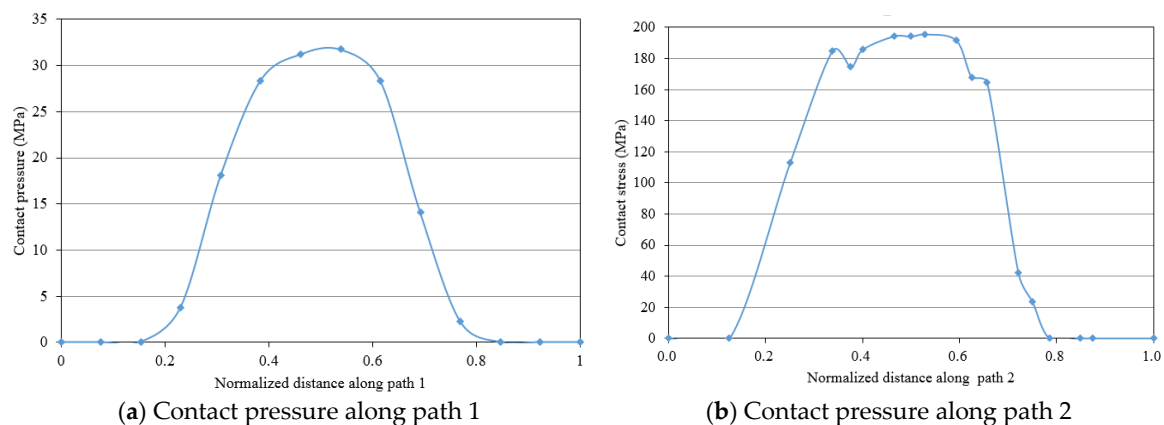 35
30
25
20
15
10
5
0
Contact pressure (MPa)
0 0.2 0.4 0.6 0.8 1
Normalized distance along path 1
(a) Contact pressure along path 1
200
180
160
140
120
100
80
60
40
20
0
Contact stress (MPa)
0.0 0.2 0.4 0.6 0.8 1.0
Normalized distance along path 2
(b) Contact pressure along path 2